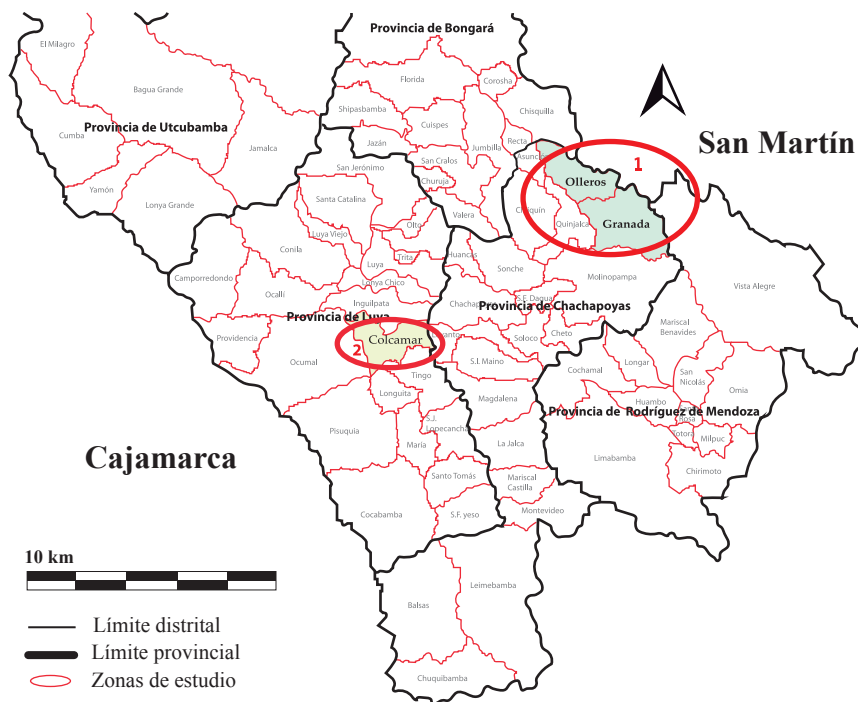 Provincia de Bongará
El Milagro
Florida
Corosha
Bagua Grande
Shipasbamba
Chisquilla
Cuispes
Provincia de Utcubamba
Cumba
Jazán
Jumbilla
Recta
San Martín
Jamalca
Asunción
1
San Cralos
San Jerónimo
Olleros
Churuja
Yamón
Santa Catalina
Lonya Grande
Valera
Chiquín
Quinjalca
Granada
Olto
Luya Viejo
Conila
Trita
Huancas
Sonche
Luya
Camporredondo
Lonya Chico
Molinopampa
Vista Alegre
Ocallí
Inguilpata
S.F. Daguas
Provincia de Chachapoyas
Provincia de Luya
Mariscal
Benavides
Providencia
Colcamar
2
Soloco
Cheto
Ocumal
S.I. Maino
Cochamal
Longar
Tingo
San
Nicolás
Omia
Longuita
Magdalena
Huambo
Provincia de Rodríguez de Mendoza
S.J.
Lopecancha
Rosa
Pisuquia
Totora
Milpuc
María
La Jalca
Limabamba
Cajamarca
Chirimoto
Santo Tomás
Mariscal
Castilla
Cocabamba
S.F. yeso
Montevideo
10 km
Leimebamba
Balsas
Límite distrital
Límite provincial
Zonas de estudio
Chuquibamba